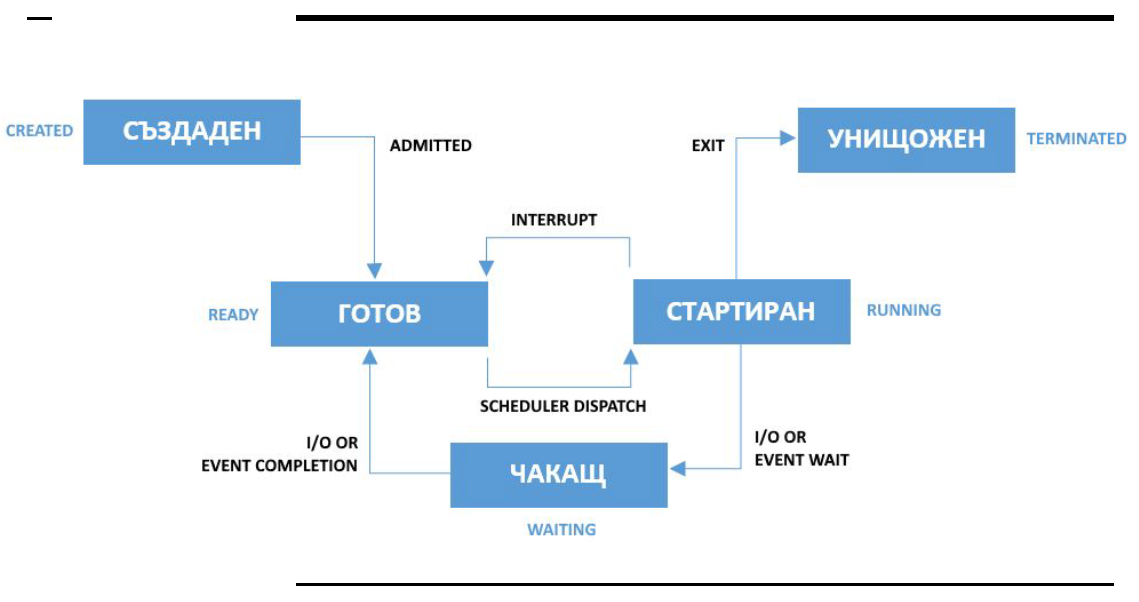 CREATED
СЪЗДАДЕН
ADMITTED
EXIT
УНИЩОЖЕН
TERMINATED
INTERRUPT
READY
ГОТОВ
СТАРТИРАН
RUNNING
SCHEDULER DISPATCH
I/O OR
EVENT COMPLETION
ЧАКАЩ
I/O OR
EVENT WAIT
WAITING